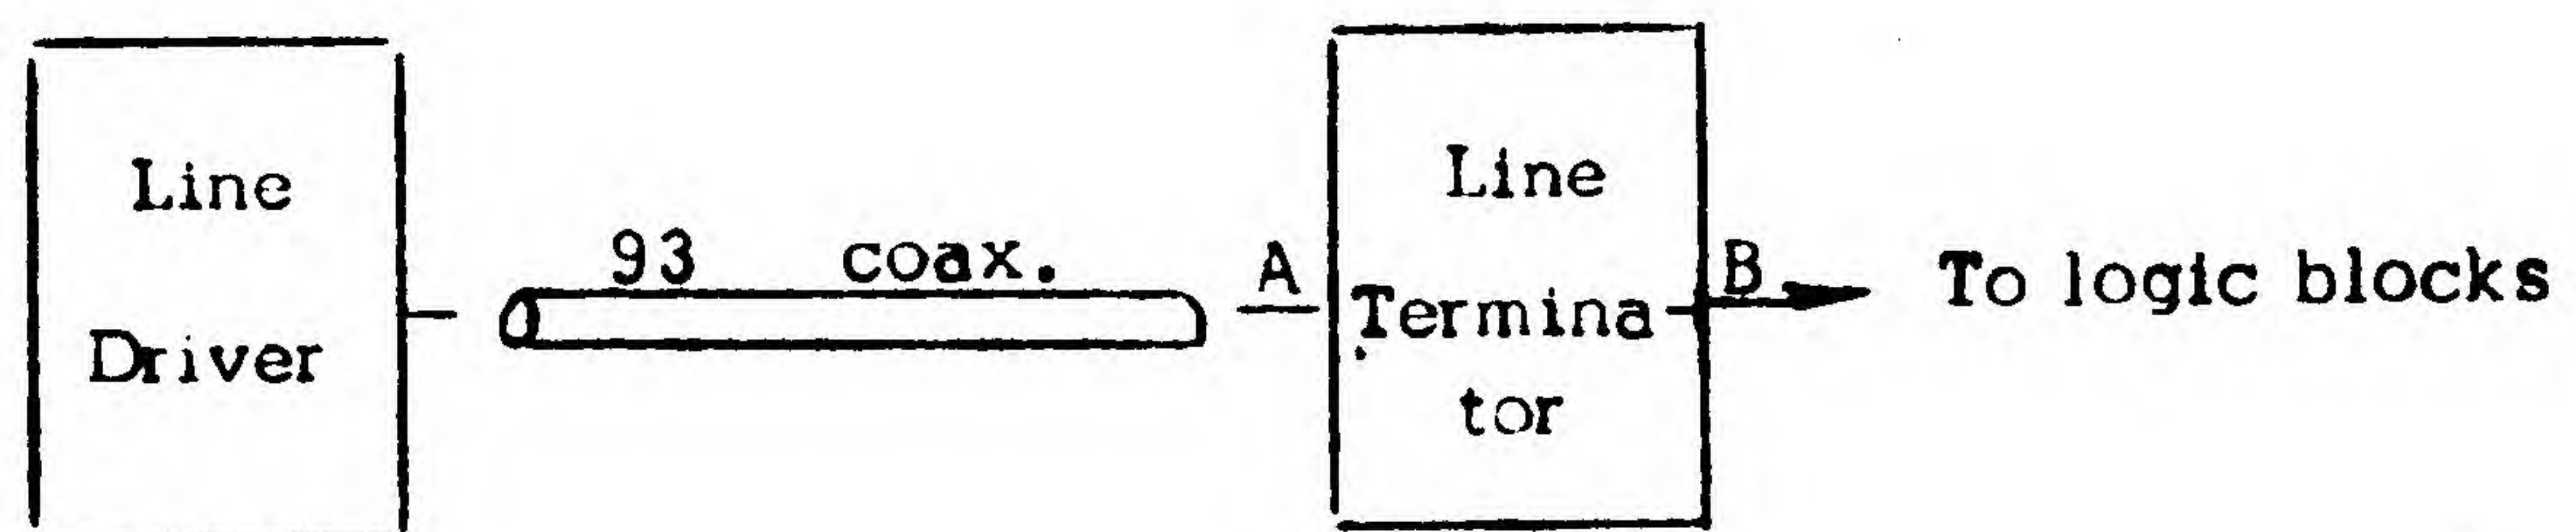 Line
Driver
93 coax.
A
Line
Termina
tor
B
To logic blocks